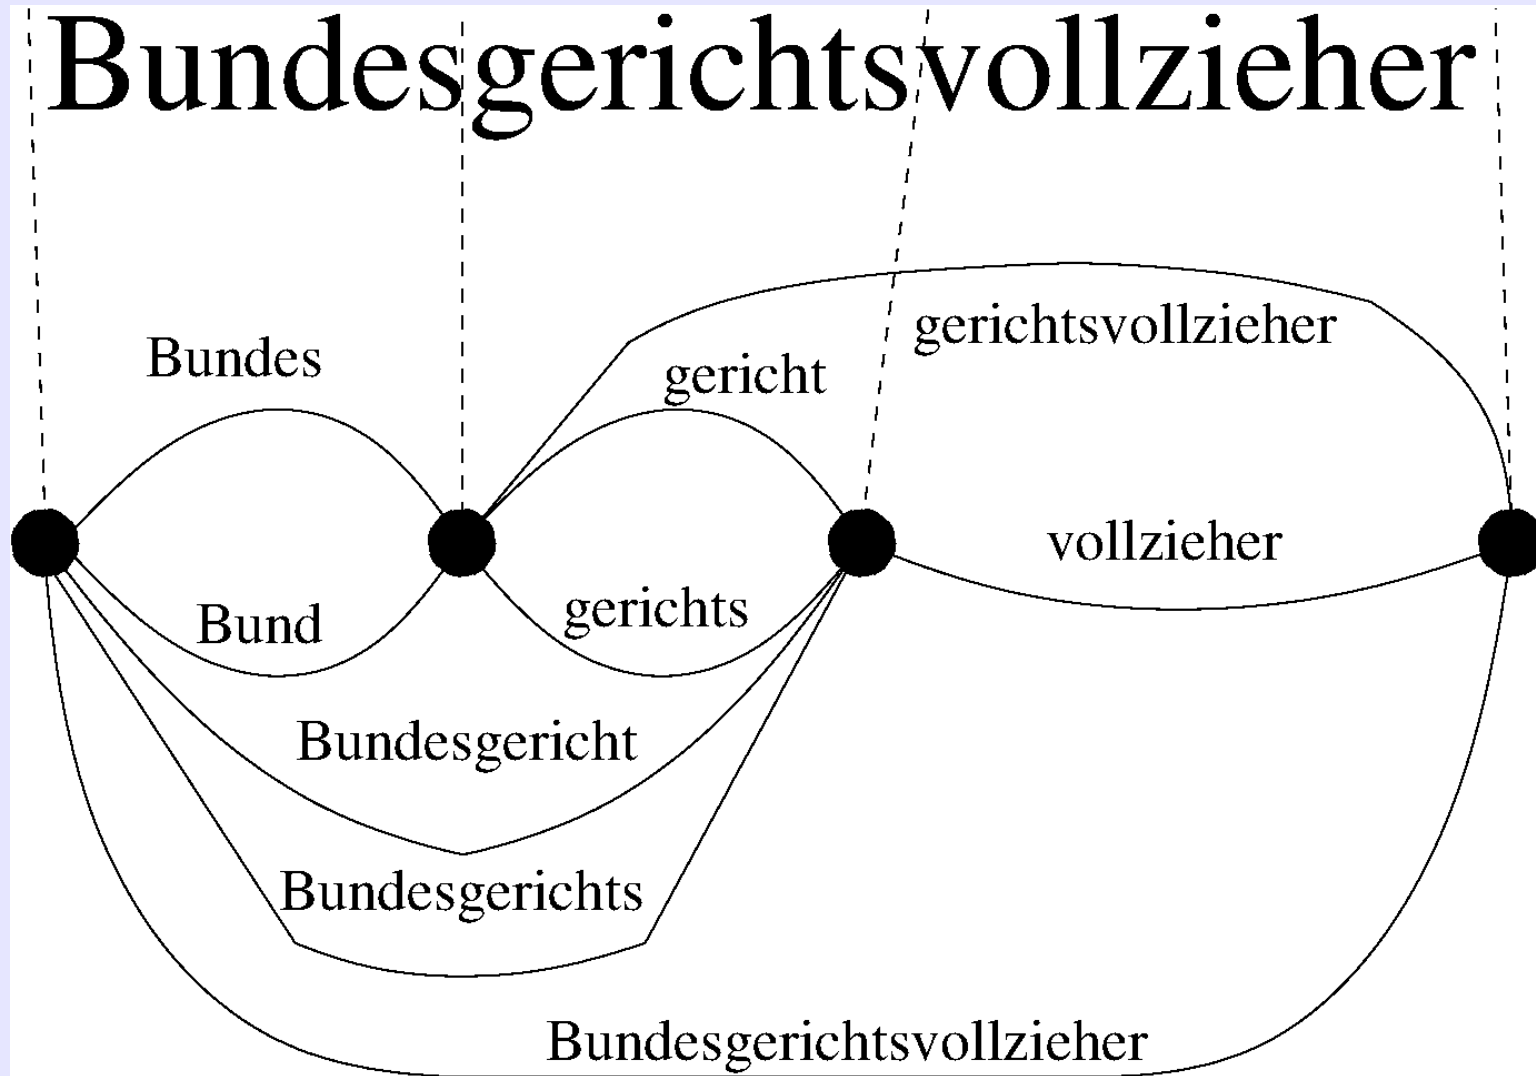 Bundesgerichtsvollzieher
gerichtsvollzieher
Bundes
gericht
vollzieher
Bund
gerichts
Bundesgericht
Bundesgerichts
Bundesgerichtsvollzieher